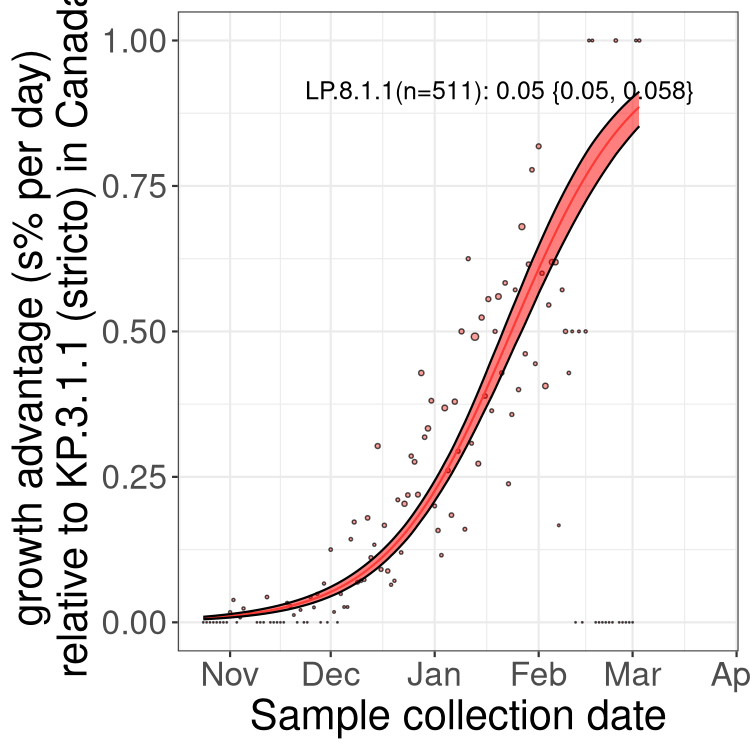 growth advantage (s% per day)
relative to KP.3.1.1 (stricto) in Canada
1.00
0.75
0.50
0.25
0.00
LP.8.1.1(n=511): 0.05 {0.05, 0.058}
Nov Dec Jan Feb Mar Ap
Sample collection date